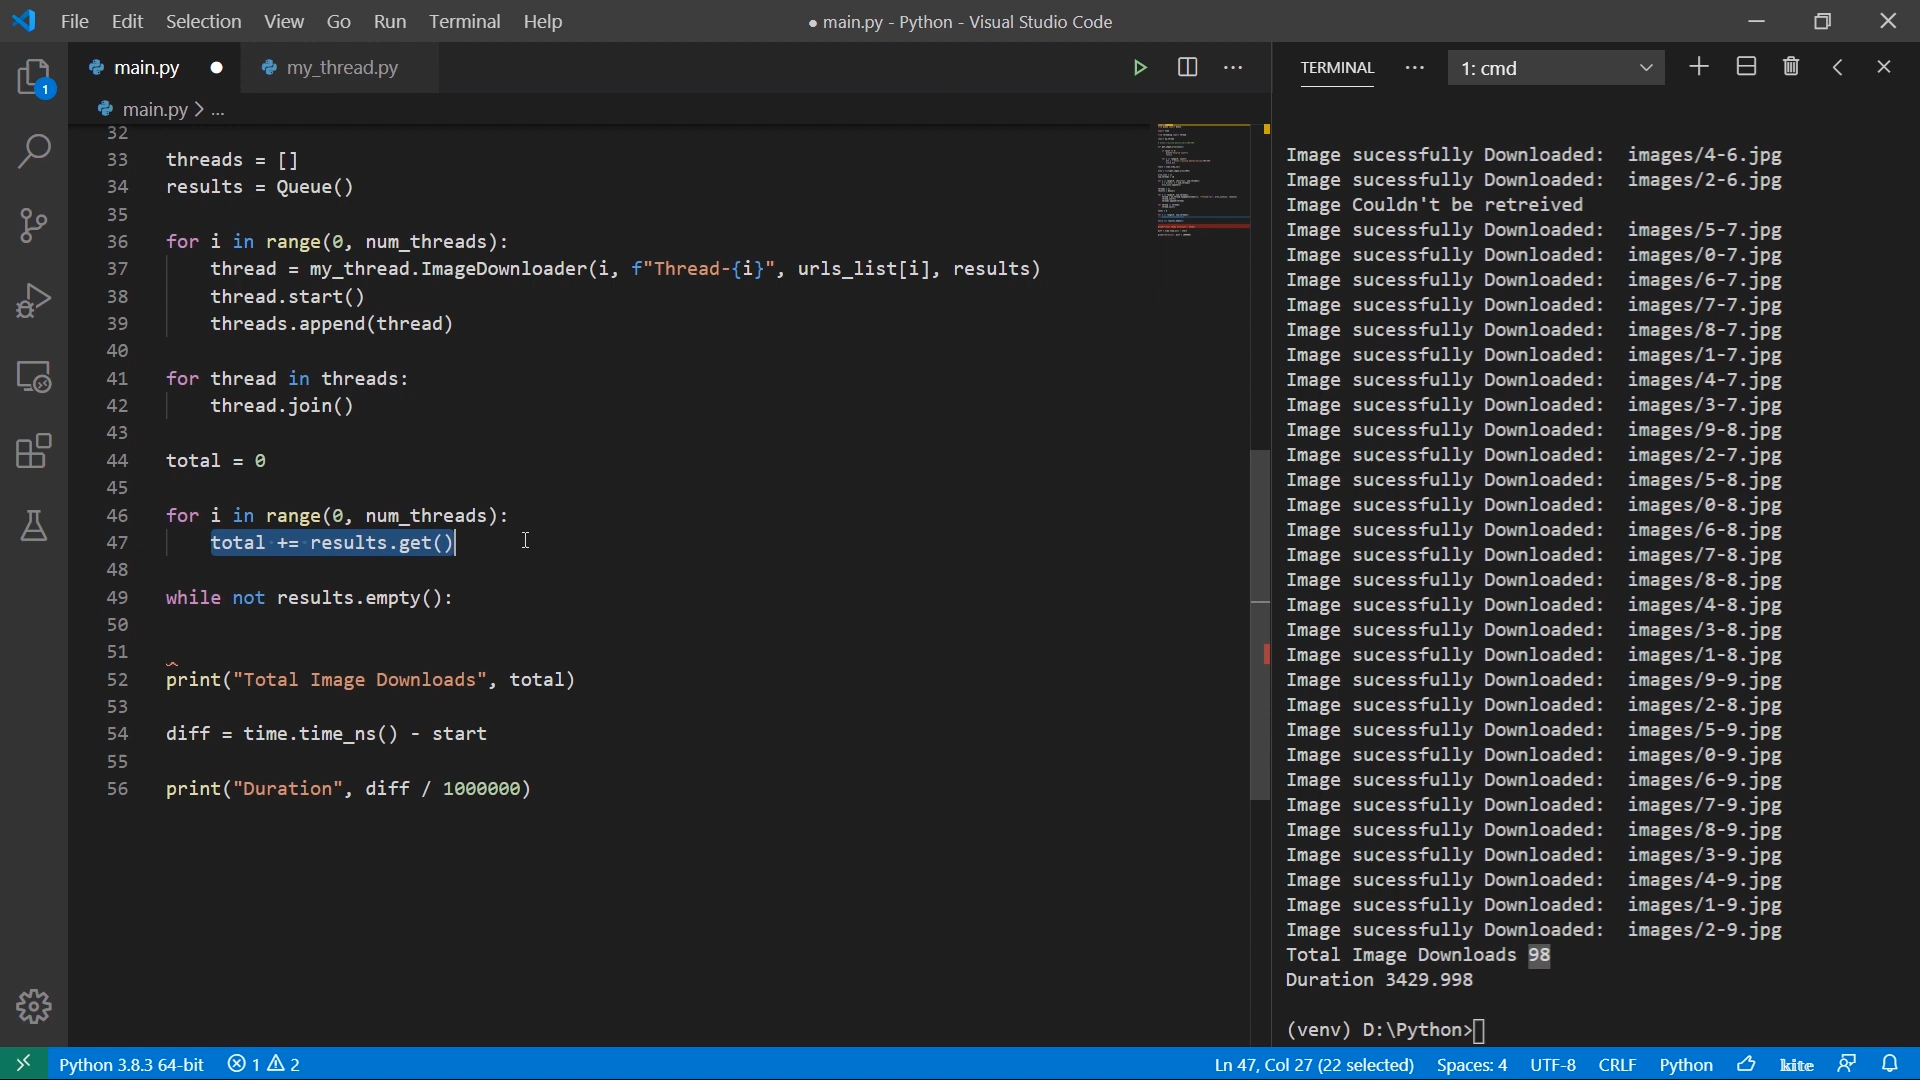 File Edit Selection View Go Run Terminal Help
● main.py - Python - Visual Studio Code
main.py
my_thread.py
TERMINAL
1: cmd
1
main.py > ...
32
33 threads = []
34 results = Queue()
35
36 for i in range(0, num_threads):
37 thread = my_thread.ImageDownloader(i, f"Thread-{i}", urls_list[i], results)
38 thread.start()
39 threads.append(thread)
40
41 for thread in threads:
42 thread.join()
43
44 total = 0
45
46 for i in range(0, num_threads):
47 total += results.get()
48
49 while not results.empty():
50
51
52 print("Total Image Downloads", total)
53
54 diff = time.time_ns() - start
55
56 print("Duration", diff / 1000000)
Image sucessfully Downloaded: images/4-6.jpg
Image sucessfully Downloaded: images/2-6.jpg
Image Couldn't be retreived
Image sucessfully Downloaded: images/5-7.jpg
Image sucessfully Downloaded: images/0-7.jpg
Image sucessfully Downloaded: images/6-7.jpg
Image sucessfully Downloaded: images/7-7.jpg
Image sucessfully Downloaded: images/8-7.jpg
Image sucessfully Downloaded: images/1-7.jpg
Image sucessfully Downloaded: images/4-7.jpg
Image sucessfully Downloaded: images/3-7.jpg
Image sucessfully Downloaded: images/9-8.jpg
Image sucessfully Downloaded: images/2-7.jpg
Image sucessfully Downloaded: images/5-8.jpg
Image sucessfully Downloaded: images/0-8.jpg
Image sucessfully Downloaded: images/6-8.jpg
Image sucessfully Downloaded: images/7-8.jpg
Image sucessfully Downloaded: images/8-8.jpg
Image sucessfully Downloaded: images/4-8.jpg
Image sucessfully Downloaded: images/3-8.jpg
Image sucessfully Downloaded: images/1-8.jpg
Image sucessfully Downloaded: images/9-9.jpg
Image sucessfully Downloaded: images/2-8.jpg
Image sucessfully Downloaded: images/5-9.jpg
Image sucessfully Downloaded: images/0-9.jpg
Image sucessfully Downloaded: images/6-9.jpg
Image sucessfully Downloaded: images/7-9.jpg
Image sucessfully Downloaded: images/8-9.jpg
Image sucessfully Downloaded: images/3-9.jpg
Image sucessfully Downloaded: images/4-9.jpg
Image sucessfully Downloaded: images/1-9.jpg
Image sucessfully Downloaded: images/2-9.jpg
Total Image Downloads 98
Duration 3429.998
(venv) D:\Python>
Python 3.8.3 64-bit 1 2 Ln 47, Col 27 (22 selected) Spaces: 4 UTF-8 CRLF Python kite